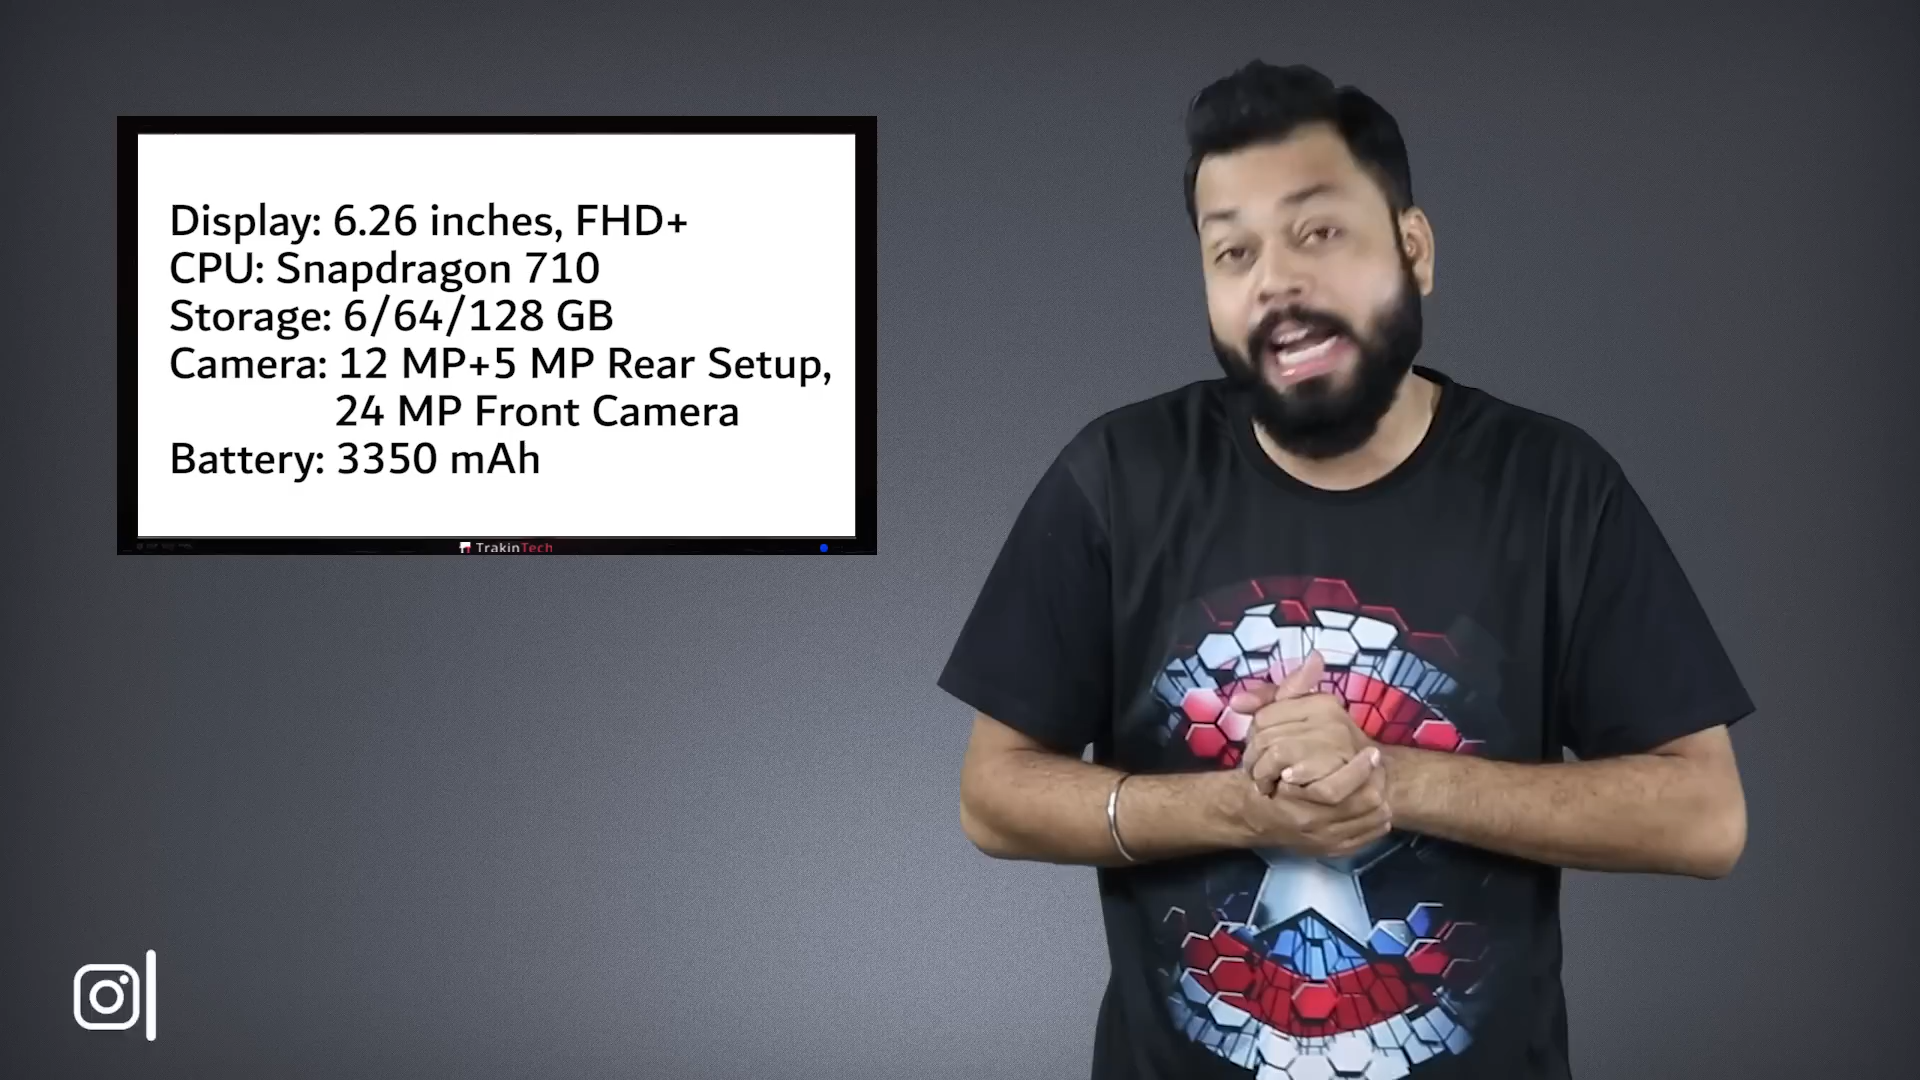 Display: 6.26 inches, FHD+
CPU: Snapdragon 710
Storage: 6/64/128 GB
Camera: 12 MP+5 MP Rear Setup,
24 MP Front Camera
Battery: 3350 mAh
TrakinTech